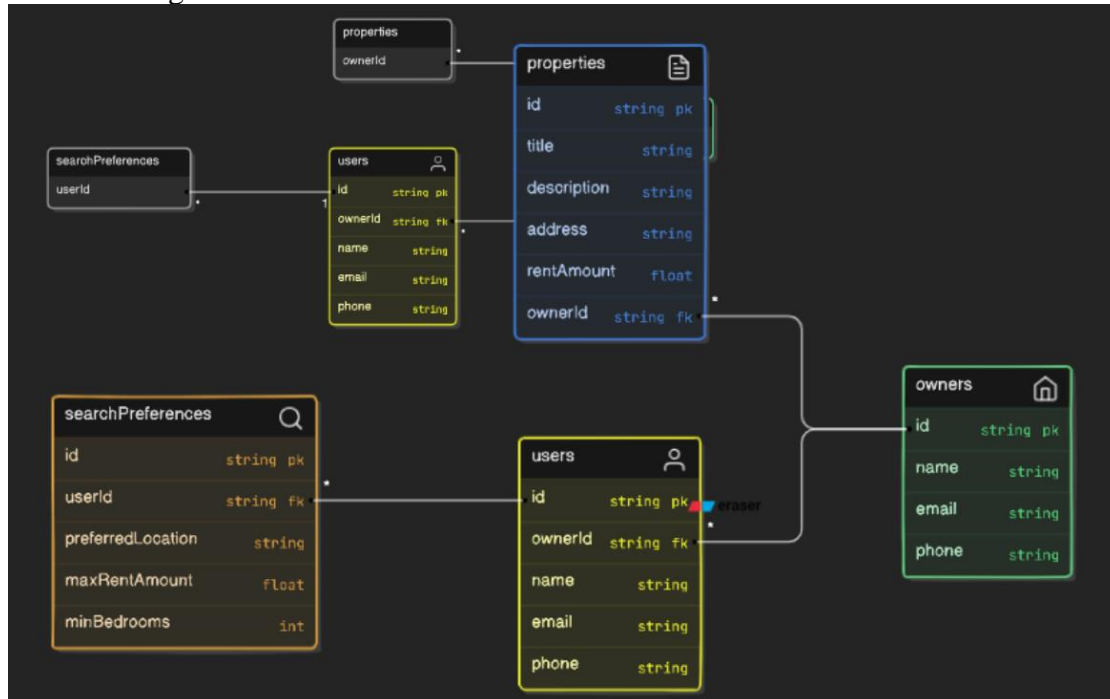 properties
ownerId
*
properties
id string pk
title string
description string
address string
rentAmount float
ownerId string fk
*
searchPreferences
userId
*
1
users
id string pk
ownerId string fk
*
name string
email string
phone string
owners
id string pk
name string
email string
phone string
searchPreferences
id string pk
*
userId string fk
preferredLocation string
maxRentAmount float
minBedrooms int
users
id string pk
eraser
*
ownerId string fk
name string
email string
phone string